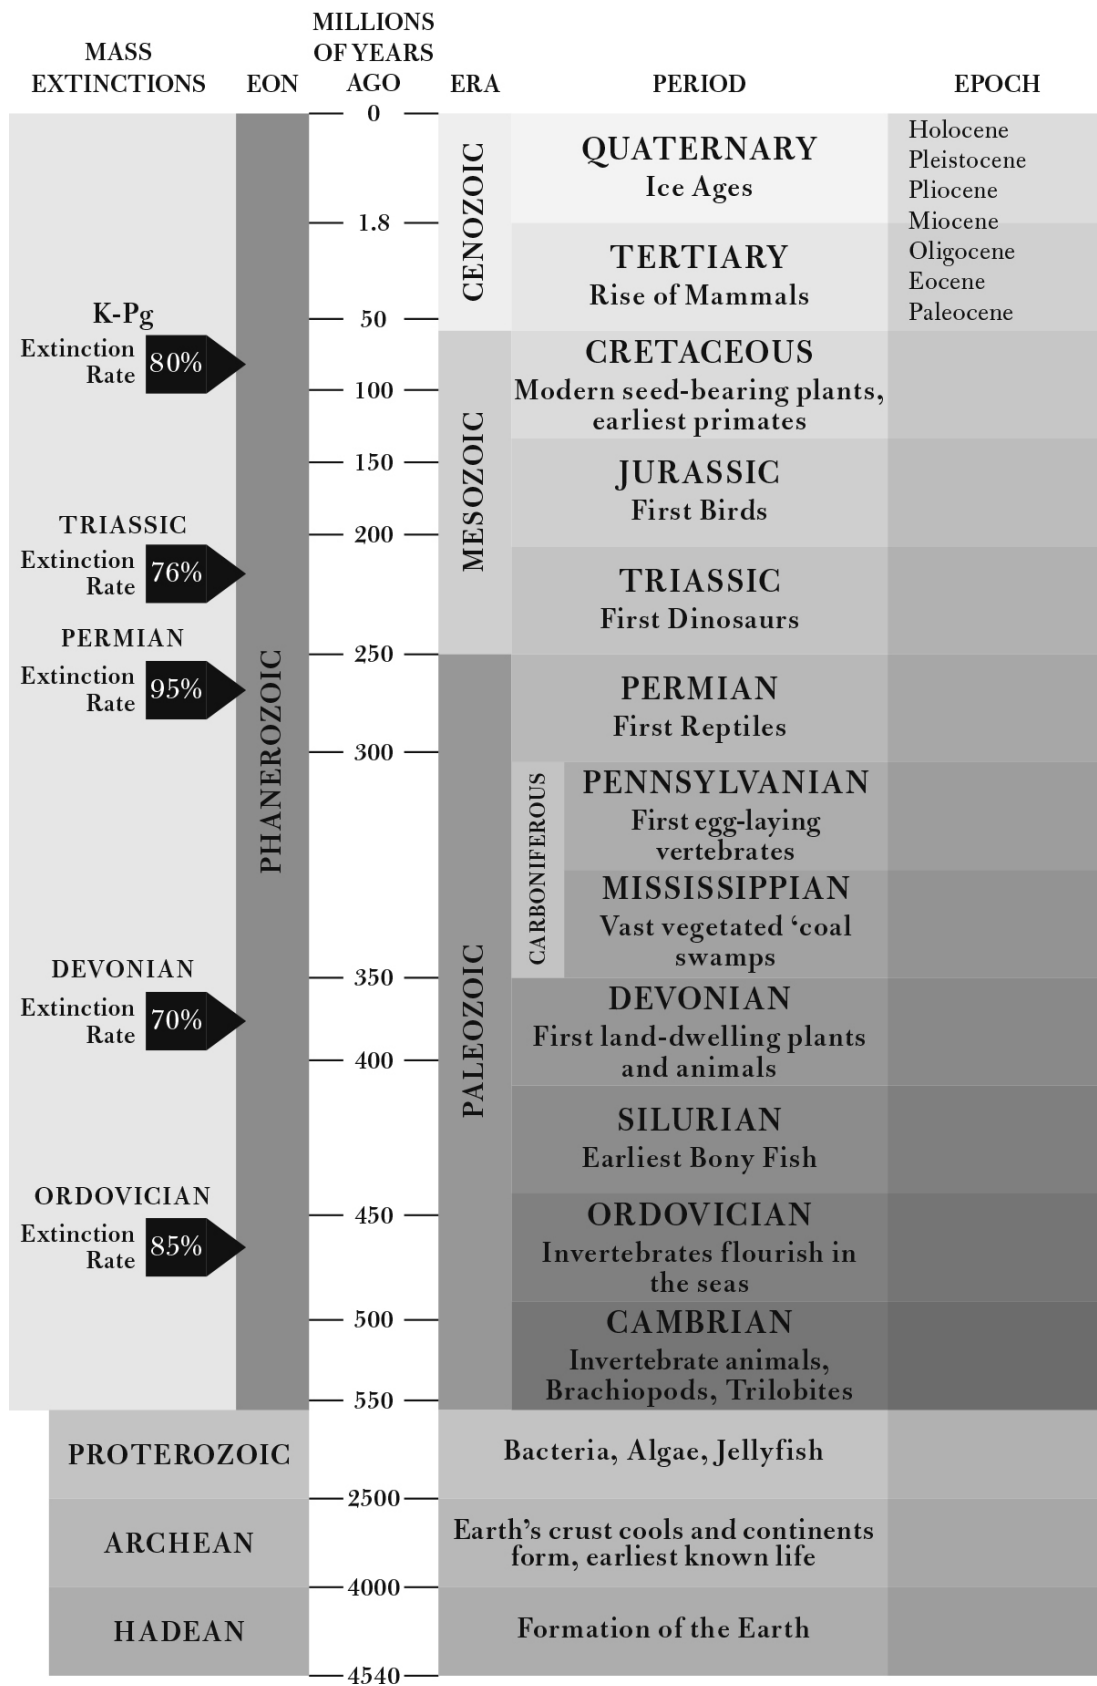 MASS
EXTINCTIONS
EON
MILLIONS
OF YEARS
AGO
ERA
PERIOD
EPOCH
0
1.8
50
100
150
200
250
300
350
400
450
500
550
2500
4000
4540
K-Pg
Extinction
Rate
80%
TRIASSIC
Extinction
Rate
76%
PERMIAN
Extinction
Rate
95%
DEVONIAN
Extinction
Rate
70%
ORDOVICIAN
Extinction
Rate
85%
PHANEROZOIC
CENOZOIC
MESOZOIC
PALEOZOIC
QUATERNARY
Ice Ages
TERTIARY
Rise of Mammals
CRETACEOUS
Modern seed-bearing plants,
earliest primates
JURASSIC
First Birds
TRIASSIC
First Dinosaurs
PERMIAN
First Reptiles
CARBONIFEROUS
PENNSYLVANIAN
First egg-laying
vertebrates
MISSISSIPPIAN
Vast vegetated ‘coal
swamps
DEVONIAN
First land-dwelling plants
and animals
SILURIAN
Earliest Bony Fish
ORDOVICIAN
Invertebrates flourish in
the seas
CAMBRIAN
Invertebrate animals,
Brachiopods, Trilobites
Holocene
Pleistocene
Pliocene
Miocene
Oligocene
Eocene
Paleocene
PROTEROZOIC
Bacteria, Algae, Jellyfish
ARCHEAN
Earth’s crust cools and continents
form, earliest known life
HADEAN
Formation of the Earth